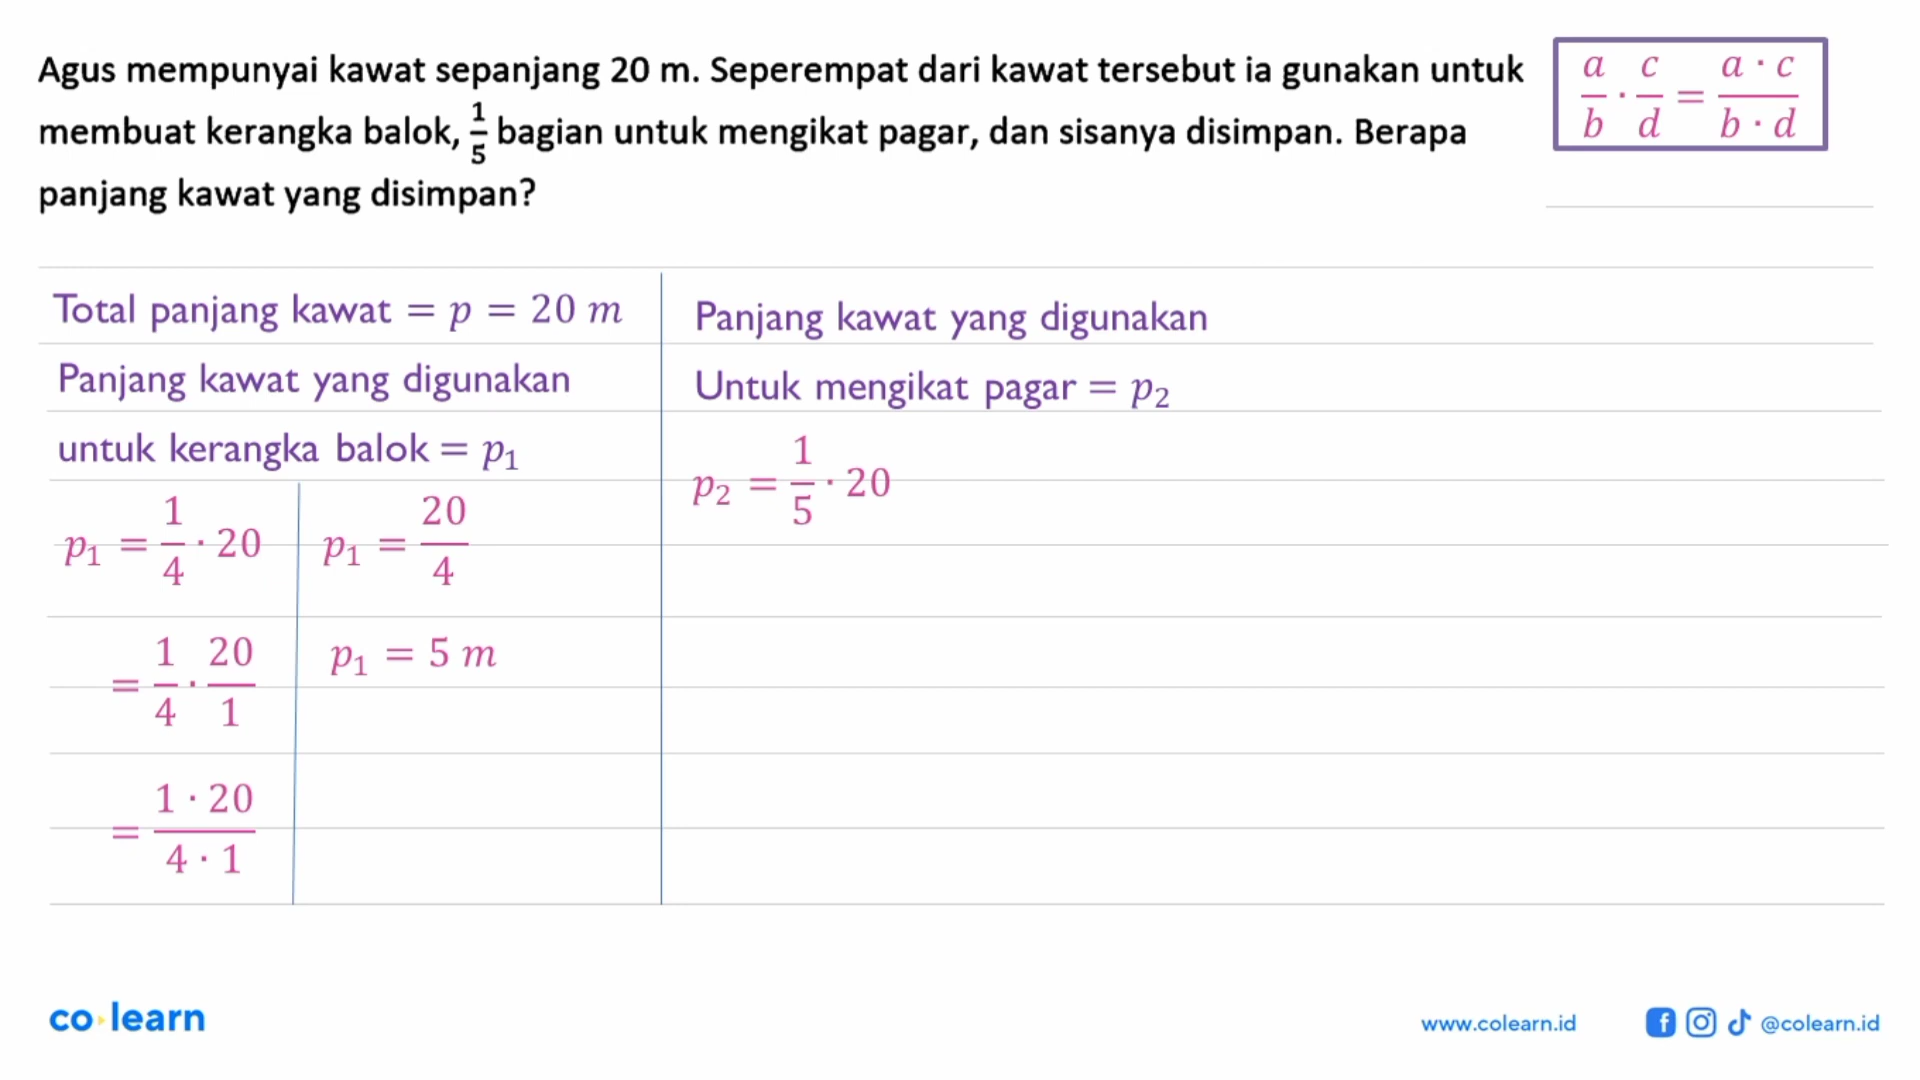 Agus mempunyai kawat sepanjang 20 m. Seperempat dari kawat tersebut ia gunakan untuk
membuat kerangka balok, 1/5 bagian untuk mengikat pagar, dan sisanya disimpan. Berapa
panjang kawat yang disimpan?
a/b · c/d = a · c / b · d
Total panjang kawat = p = 20 m
Panjang kawat yang digunakan
untuk kerangka balok = p₁
p₁ = 1/4 · 20
= 1/4 · 20/1
= 1 · 20 / 4 · 1
p₁ = 20/4
p₁ = 5 m
Panjang kawat yang digunakan
Untuk mengikat pagar = p₂
p₂ = 1/5 · 20
co learn
www.colearn.id
@colearn.id